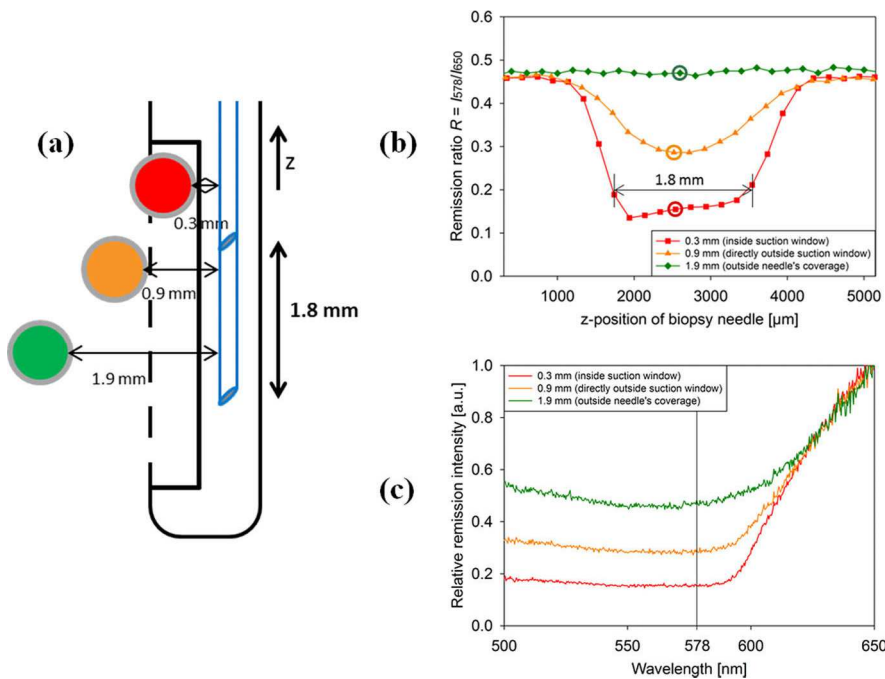 (a)
z
0.3 mm
0.9 mm
1.9 mm
1.8 mm
(b)
Remission ratio R = I578/I650
0.6
0.5
0.4
0.3
0.2
0.1
0.0
1.8 mm
0.3 mm (inside suction window)
0.9 mm (directly outside suction window)
1.9 mm (outside needle's coverage)
1000 2000 3000 4000 5000
z-position of biopsy needle [µm]
(c)
Relative remission intensity [a.u.]
1.0
0.8
0.6
0.4
0.2
0.0
0.3 mm (inside suction window)
0.9 mm (directly outside suction window)
1.9 mm (outside needle's coverage)
500 550 578 600 650
Wavelength [nm]